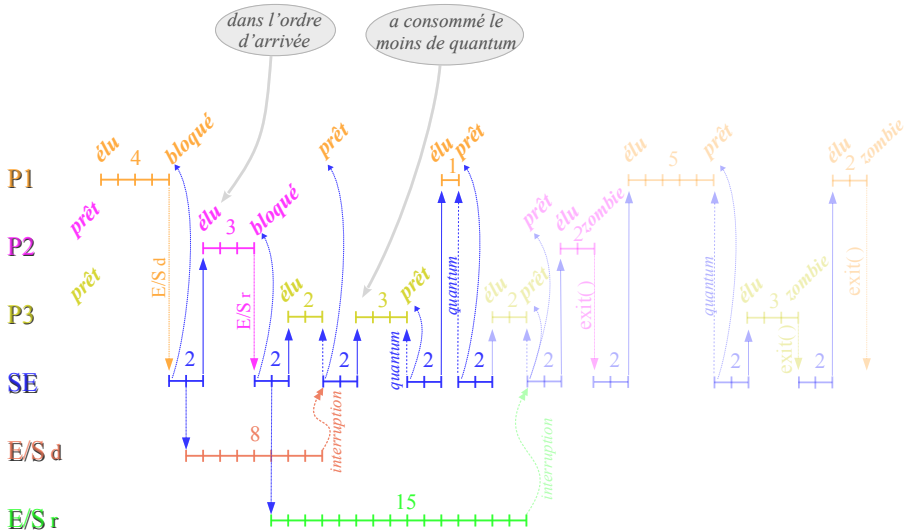 dans l'ordre
d'arrivée
a consommé le
moins de quantum
P1
élu
4
bloqué
prêt
élu
1
prêt
élu
5
prêt
élu
2
zombie
P2
prêt
élu
3
bloqué
prêt
élu
2
zombie
P3
prêt
E/S d
E/S r
élu
2
3
prêt
quantum
quantum
élu
2
prêt
exit()
quantum
élu
3
zombie
exit()
exit()
SE
2
2
2
2
2
2
2
2
2
E/S d
8
interruption
interruption
E/S r
15